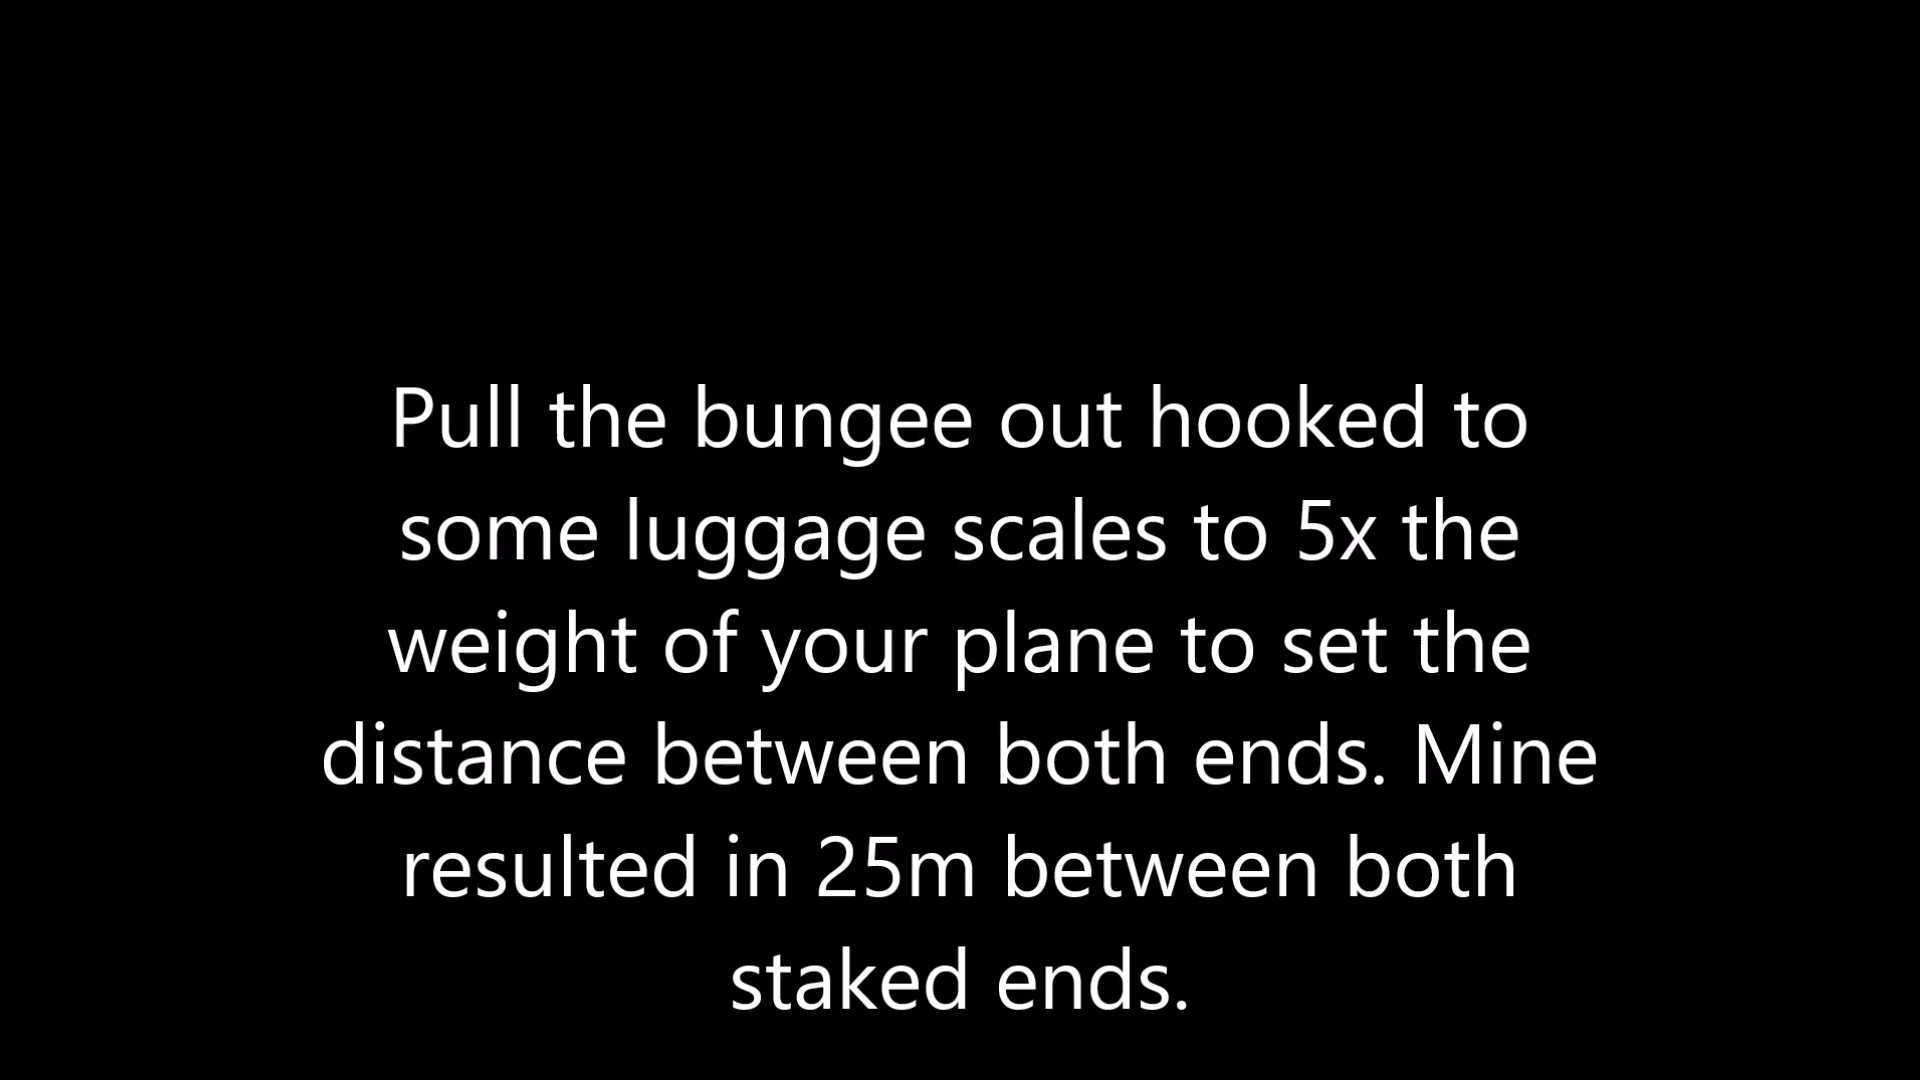 Pull the bungee out hooked to
some luggage scales to 5x the
weight of your plane to set the
distance between both ends. Mine
resulted in 25m between both
staked ends.